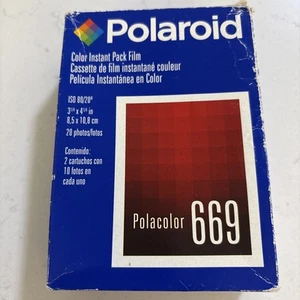 Polaroid
Color Instant Pack Film
Cassette de film instantané couleur
Película Instantánea en Color
ISO 80/20°
3¼ x 4¼ in
8,5 x 10,8 cm
20 photos/fotos
Contenido:
2 cartuchos con
10 fotos en
cada uno
Polacolor 669